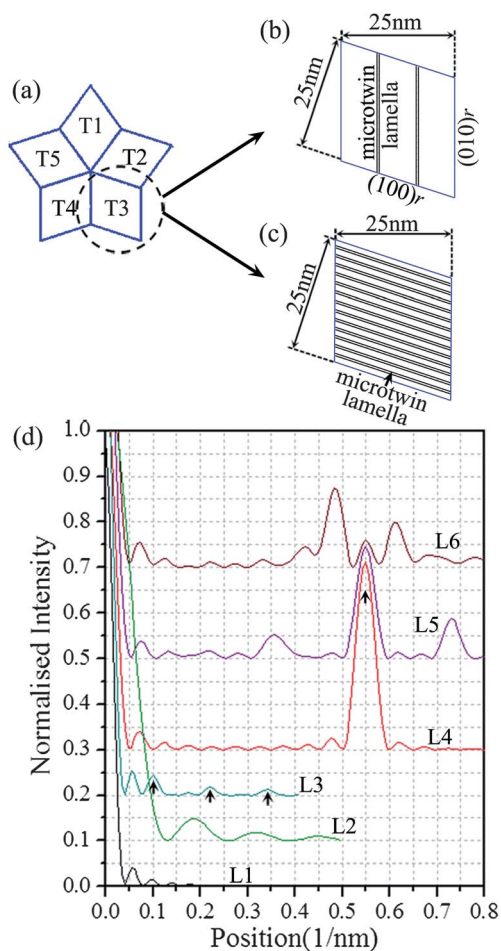 (a)
T1
T2
T3
T4
T5
(b)
25nm
25nm
microtwin
lamella
(100)r
(010)r
(c)
25nm
25nm
microtwin
lamella
(d)
1.0
0.9
0.8
0.7
0.6
0.5
0.4
0.3
0.2
0.1
0.0
Normalised Intensity
L6
L5
L4
L3
L2
L1
0.0 0.1 0.2 0.3 0.4 0.5 0.6 0.7 0.8
Position(1/nm)